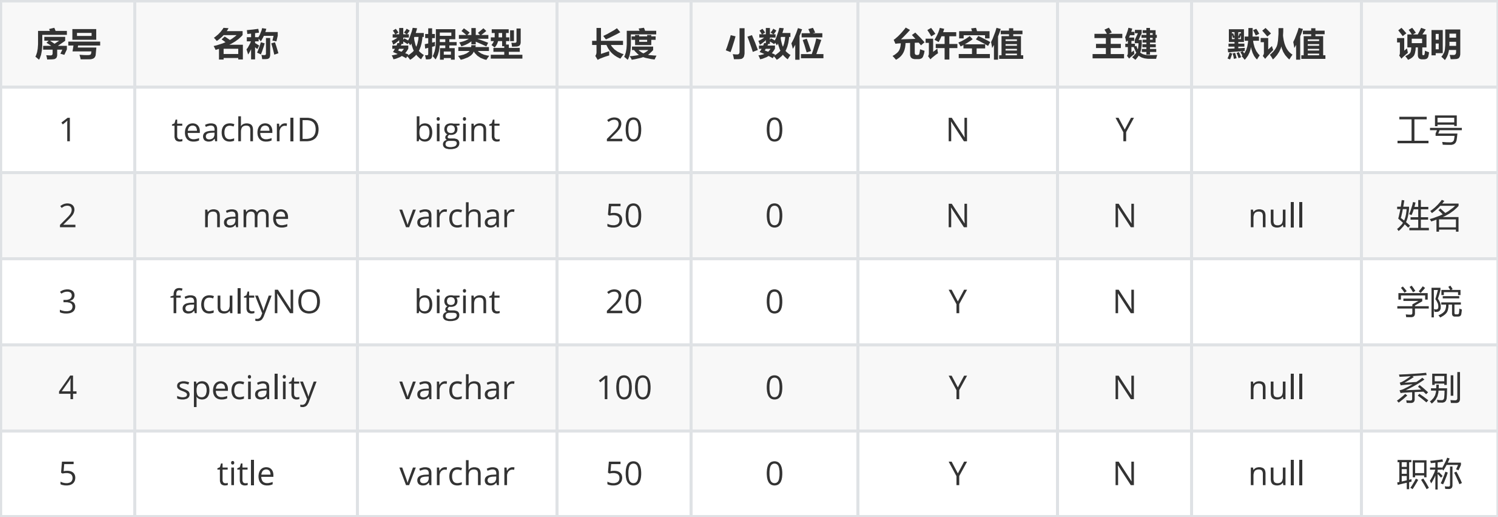 序号 名称 数据类型 长度 小数位 允许空值 主键 默认值 说明
1 teacherID bigint 20 0 N Y 工号
2 name varchar 50 0 N N null 姓名
3 facultyNO bigint 20 0 Y N 学院
4 speciality varchar 100 0 Y N null 系别
5 title varchar 50 0 Y N null 职称